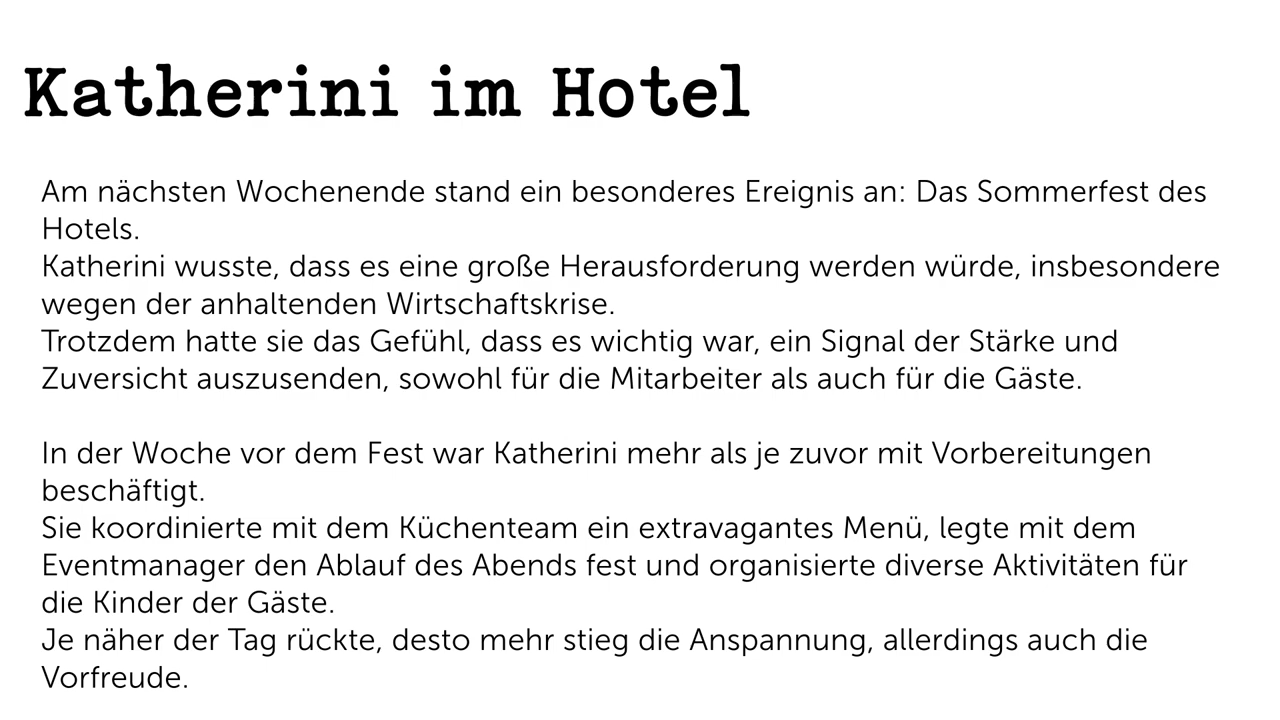 Katherini im Hotel
Am nächsten Wochenende stand ein besonderes Ereignis an: Das Sommerfest des
Hotels.
Katherini wusste, dass es eine große Herausforderung werden würde, insbesondere
wegen der anhaltenden Wirtschaftskrise.
Trotzdem hatte sie das Gefühl, dass es wichtig war, ein Signal der Stärke und
Zuversicht auszusenden, sowohl für die Mitarbeiter als auch für die Gäste.
In der Woche vor dem Fest war Katherini mehr als je zuvor mit Vorbereitungen
beschäftigt.
Sie koordinierte mit dem Küchenteam ein extravagantes Menü, legte mit dem
Eventmanager den Ablauf des Abends fest und organisierte diverse Aktivitäten für
die Kinder der Gäste.
Je näher der Tag rückte, desto mehr stieg die Anspannung, allerdings auch die
Vorfreude.